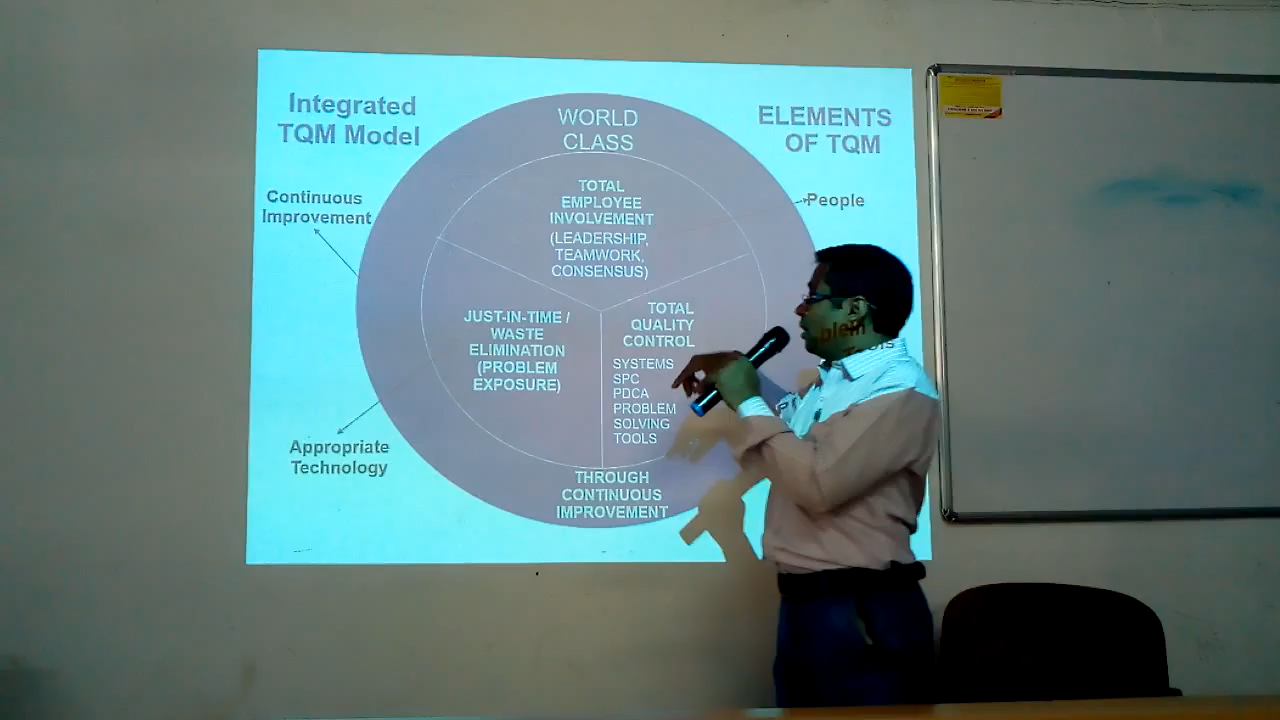 Integrated
TQM Model
ELEMENTS
OF TQM
WORLD
CLASS
Continuous
Improvement
People
TOTAL
EMPLOYEE
INVOLVEMENT
(LEADERSHIP,
TEAMWORK,
CONSENSUS)
JUST-IN-TIME /
WASTE
ELIMINATION
(PROBLEM
EXPOSURE)
TOTAL
QUALITY
CONTROL
SYSTEMS
SPC
PDCA
PROBLEM
SOLVING
TOOLS
Appropriate
Technology
THROUGH
CONTINUOUS
IMPROVEMENT